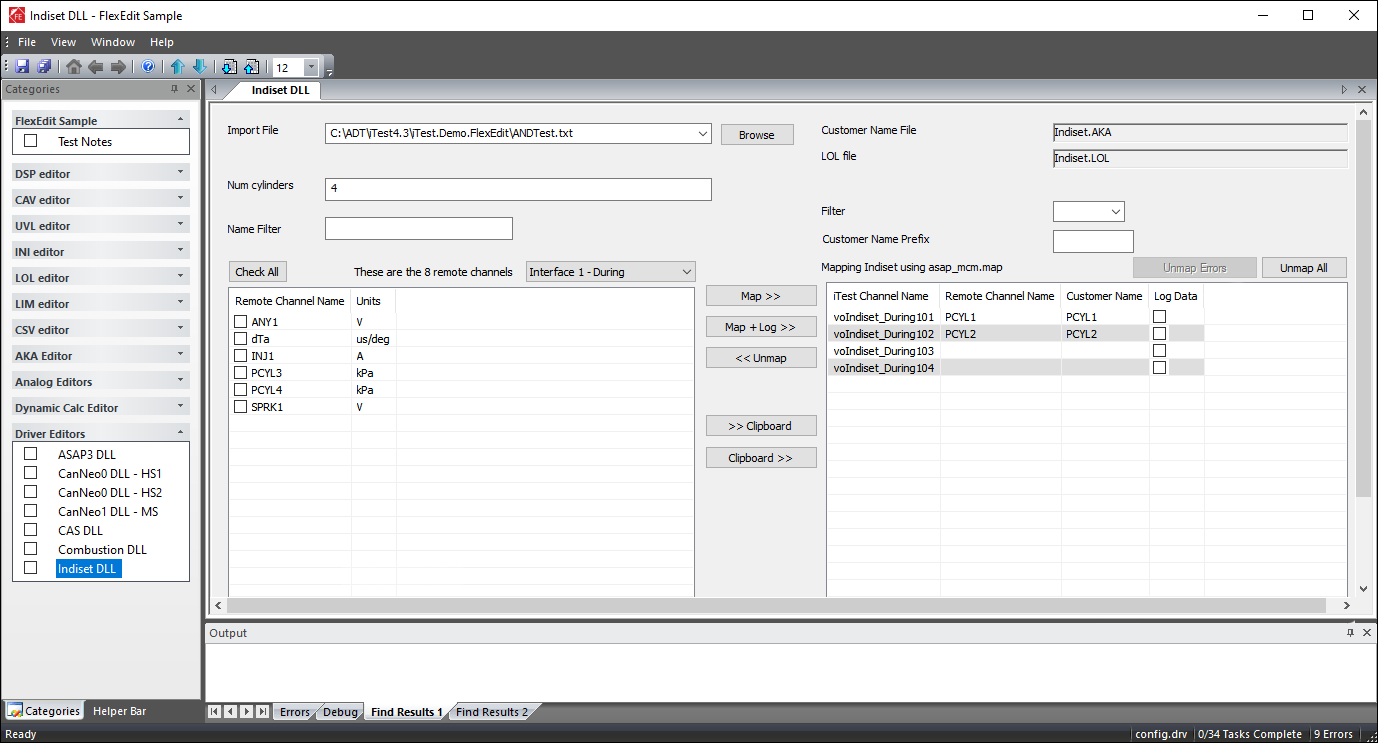 Indiset DLL - FlexEdit Sample
File View Window Help
12
Categories
FlexEdit Sample
Test Notes
DSP editor
CAV editor
UVL editor
INI editor
LOL editor
LIM editor
CSV editor
AKA Editor
Analog Editors
Dynamic Calc Editor
Driver Editors
ASAP3 DLL
CanNeo0 DLL - HS1
CanNeo0 DLL - HS2
CanNeo1 DLL - MS
CAS DLL
Combustion DLL
Indiset DLL
Categories Helper Bar
Indiset DLL
Import File C:\ADT\iTest4.3\iTest.Demo.FlexEdit\ANDTest.txt Browse
Num cylinders 4
Name Filter
Check All These are the 8 remote channels Interface 1 - During
Remote Channel Name Units
ANY1 V
dTa us/deg
INJ1 A
PCYL3 kPa
PCYL4 kPa
SPRK1 V
Map >>
Map + Log >>
<< Unmap
>> Clipboard
Clipboard >>
Customer Name File Indiset.AKA
LOL file Indiset.LOL
Filter
Customer Name Prefix
Mapping Indiset using asap_mcm.map Unmap Errors Unmap All
iTest Channel Name Remote Channel Name Customer Name Log Data
voIndiset_During101 PCYL1 PCYL1
voIndiset_During102 PCYL2 PCYL2
voIndiset_During103
voIndiset_During104
Output
Errors Debug Find Results 1 Find Results 2
Ready config.drv 0/34 Tasks Complete 9 Errors